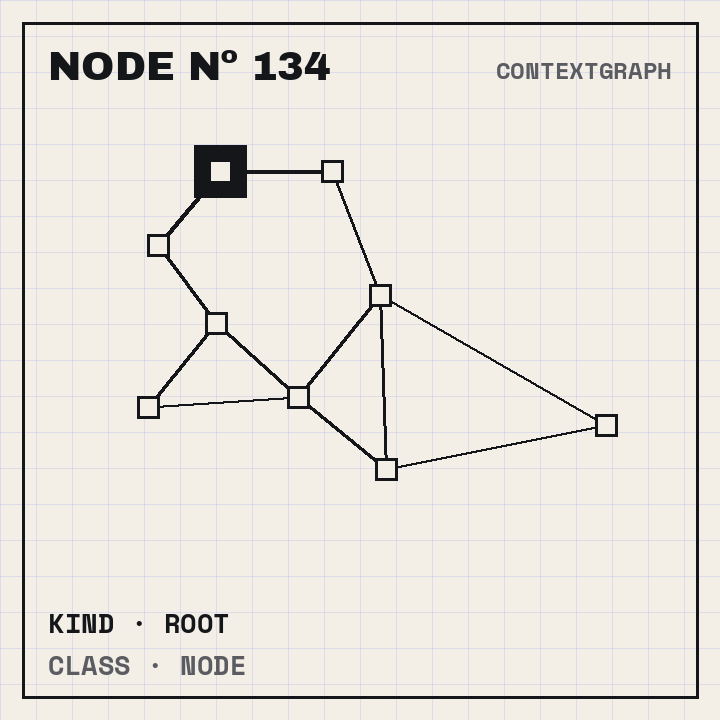 NODE Nº 134
CONTEXTGRAPH
KIND · ROOT
CLASS · NODE